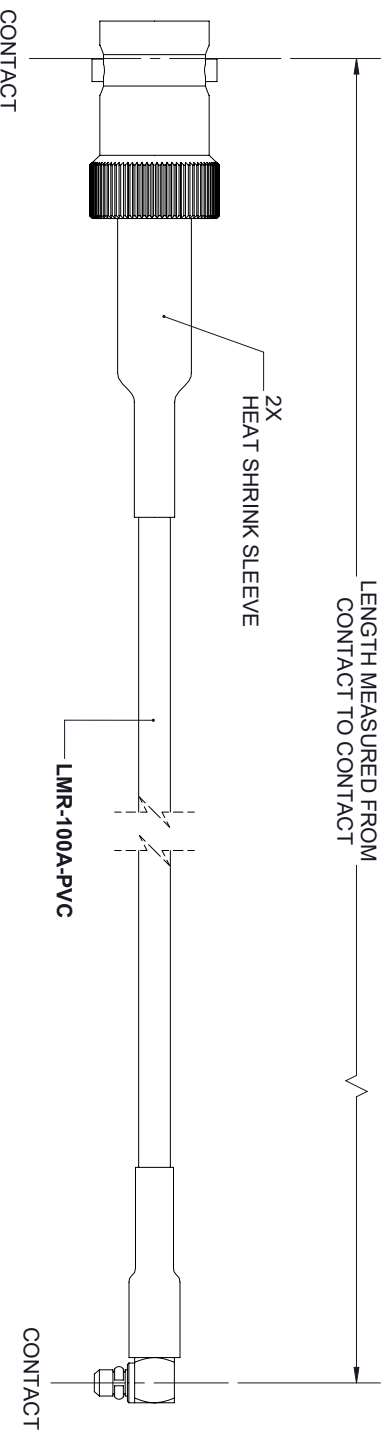 LENGTH MEASURED FROM
CONTACT TO CONTACT
2X
HEAT SHRINK SLEEVE
LMR-100A-PVC
CONTACT
CONTACT